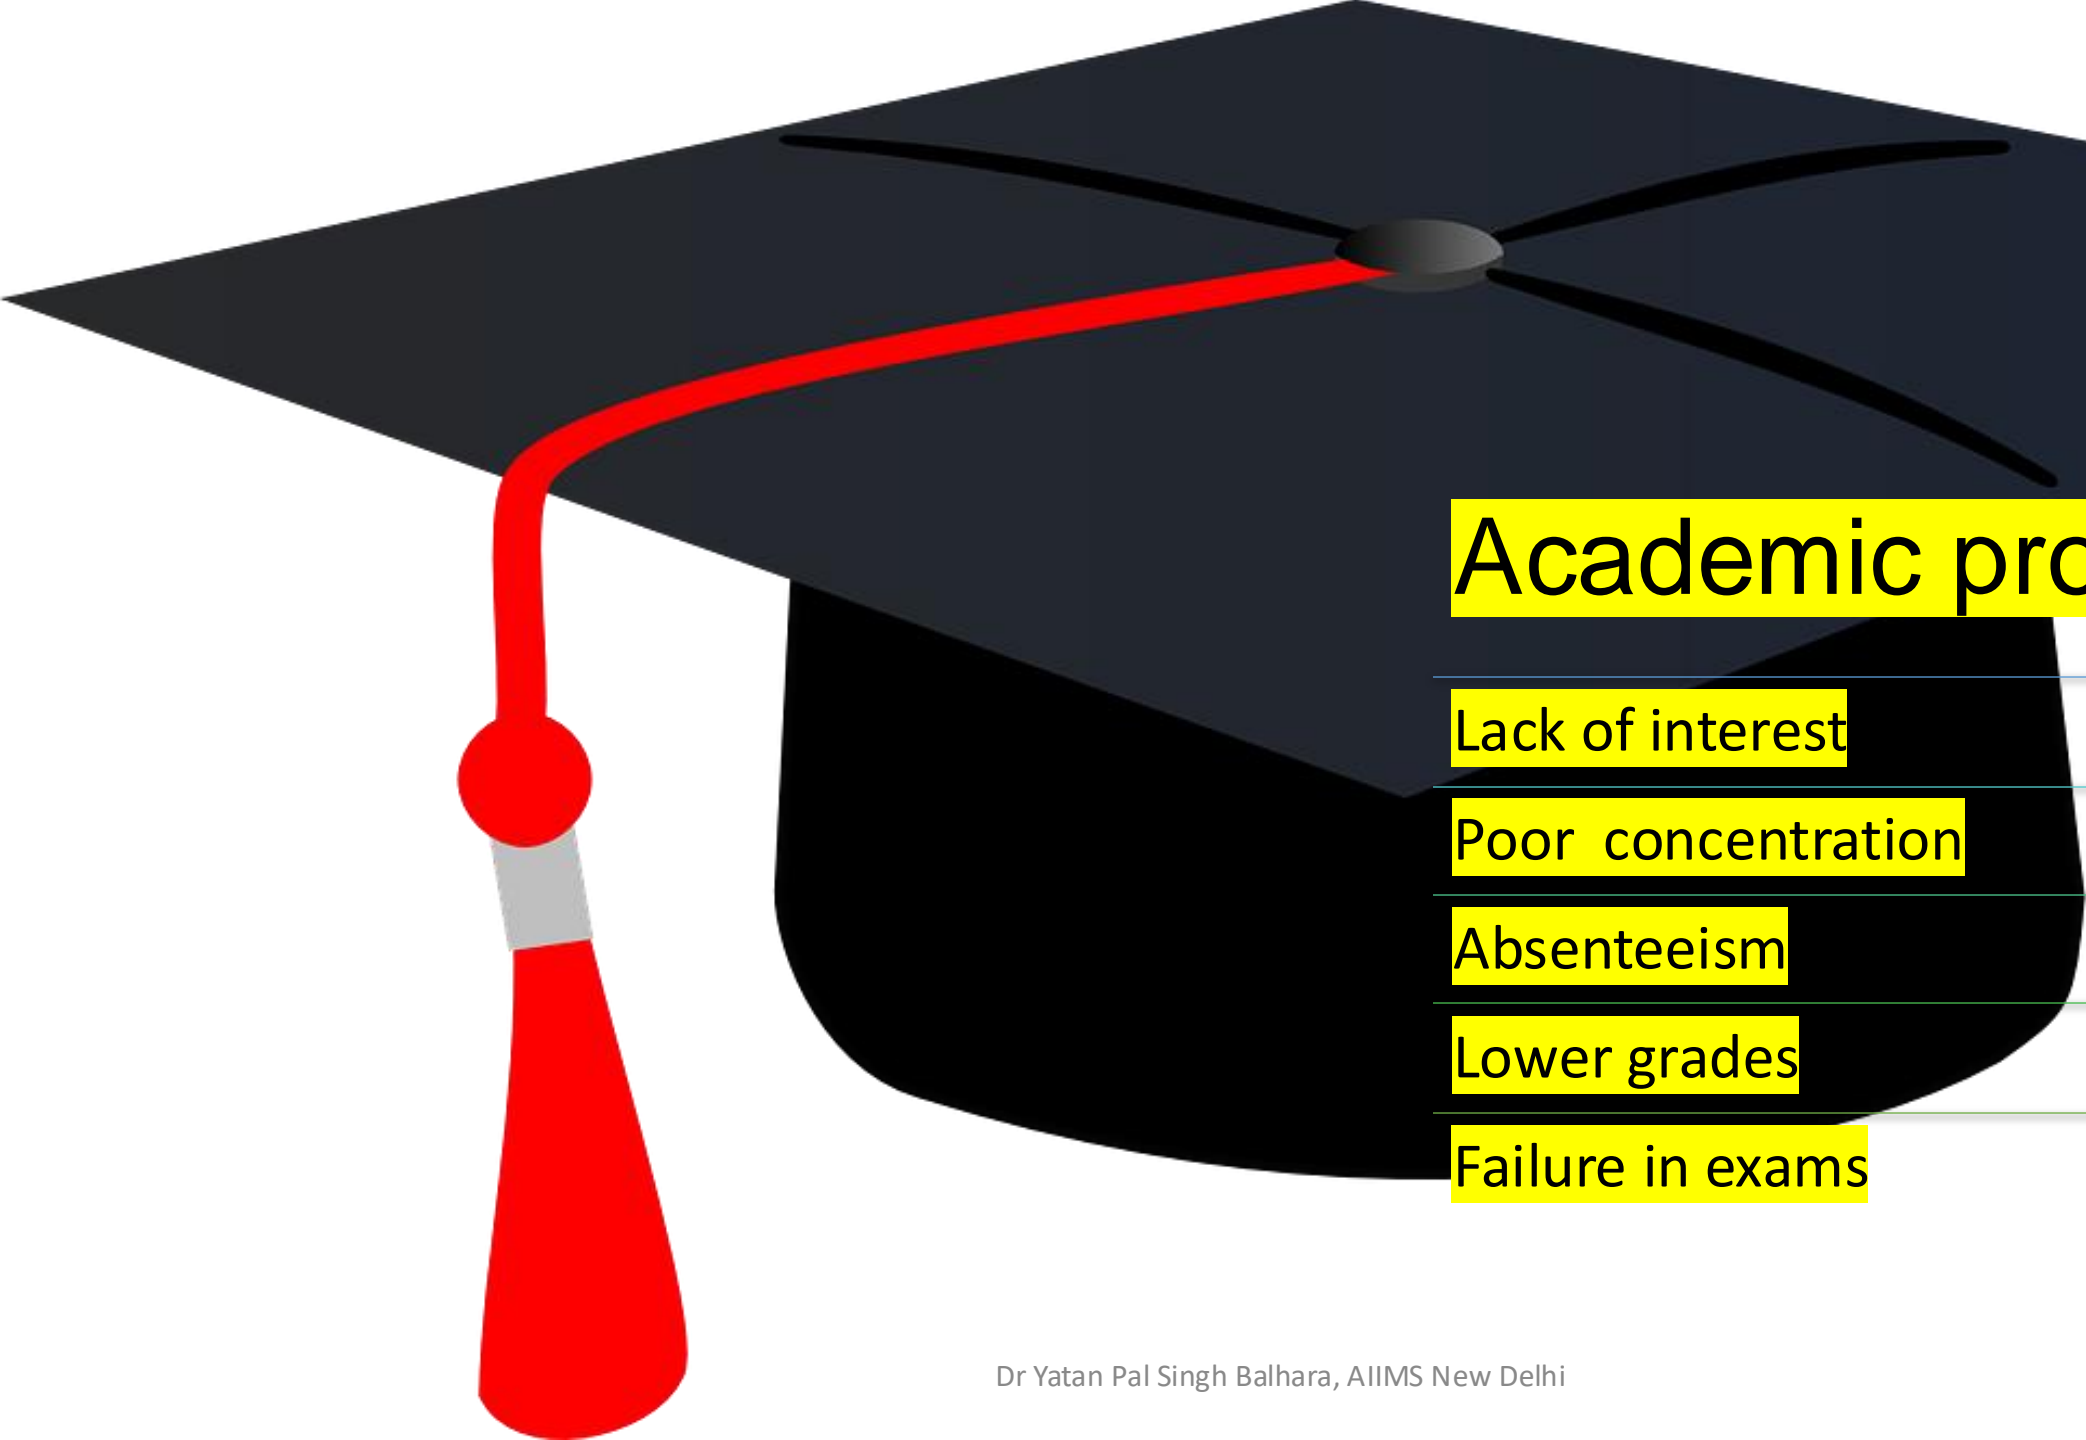 Academic pro
Lack of interest
Poor  concentration
Absenteeism
Lower grades
Failure in exams
Dr Yatan Pal Singh Balhara, AIIMS New Delhi